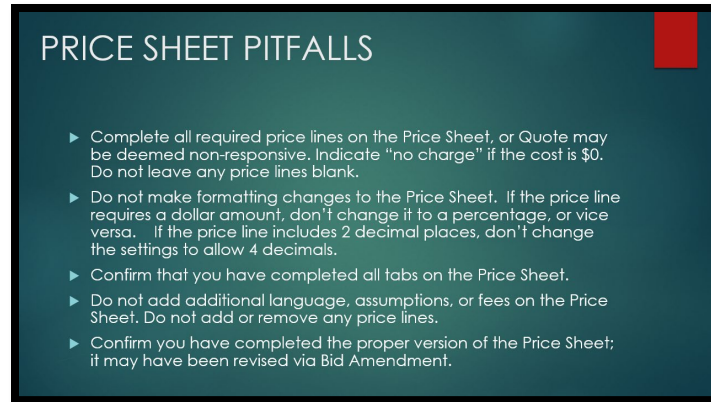 PRICE SHEET PITFALLS
Complete all required price lines on the Price Sheet, or Quote may
be deemed non-responsive. Indicate “no charge” if the cost is $0.
Do not leave any price lines blank.
Do not make formatting changes to the Price Sheet.  If the price line
requires a dollar amount, don’t change it to a percentage, or vice
versa.    If the price line includes 2 decimal places, don’t change
the settings to allow 4 decimals.
Confirm that you have completed all tabs on the Price Sheet.
Do not add additional language, assumptions, or fees on the Price
Sheet. Do not add or remove any price lines.
Confirm you have completed the proper version of the Price Sheet;
it may have been revised via Bid Amendment.